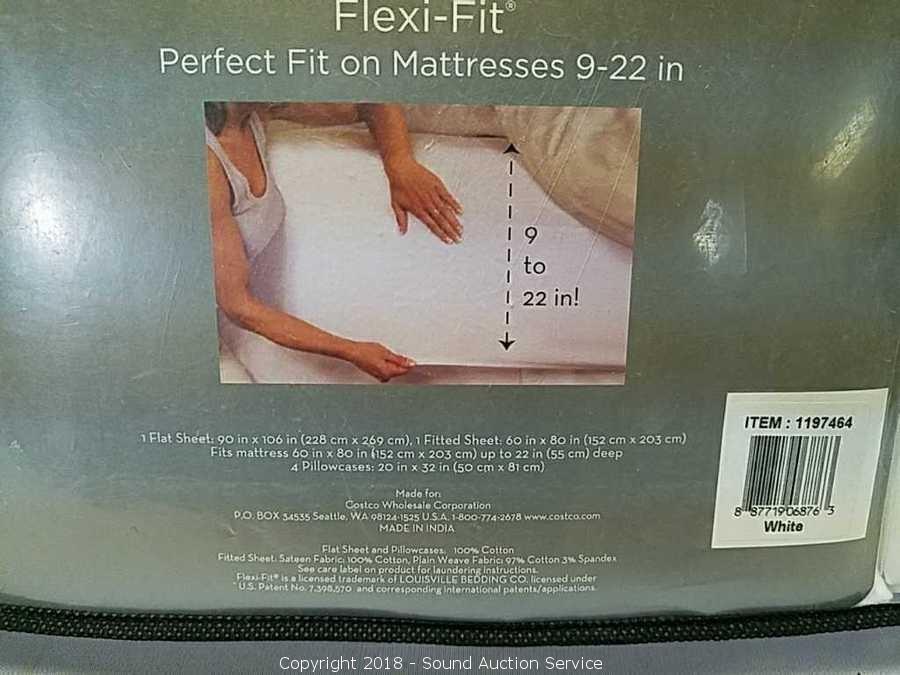 Flexi-Fit®
Perfect Fit on Mattresses 9-22 in
9
to
22 in!
1 Flat Sheet: 90 in x 106 in (228 cm x 269 cm), 1 Fitted Sheet: 60 in x 80 in (152 cm x 203 cm)
Fits mattress 60 in x 80 in (152 cm x 203 cm) up to 22 in (55 cm) deep
4 Pillowcases: 20 in x 32 in (50 cm x 81 cm)
Made for:
Costco Wholesale Corporation
P.O. BOX 34535 Seattle, WA 98124-1525 U.S.A. 1-800-774-2678 www.costco.com
MADE IN INDIA
Flat Sheet and Pillowcases: 100% Cotton
Fitted Sheet: Sateen Fabric: 100% Cotton, Plain Weave Fabric: 97% Cotton 3% Spandex
See care label on product for laundering instructions.
Flexi-Fit® is a licensed trademark of LOUISVILLE BEDDING CO. licensed under
U.S. Patent No. 7,398,570 and corresponding International patents/applications.
ITEM : 1197464
8 87719 06876 3
White
Copyright 2018 - Sound Auction Service